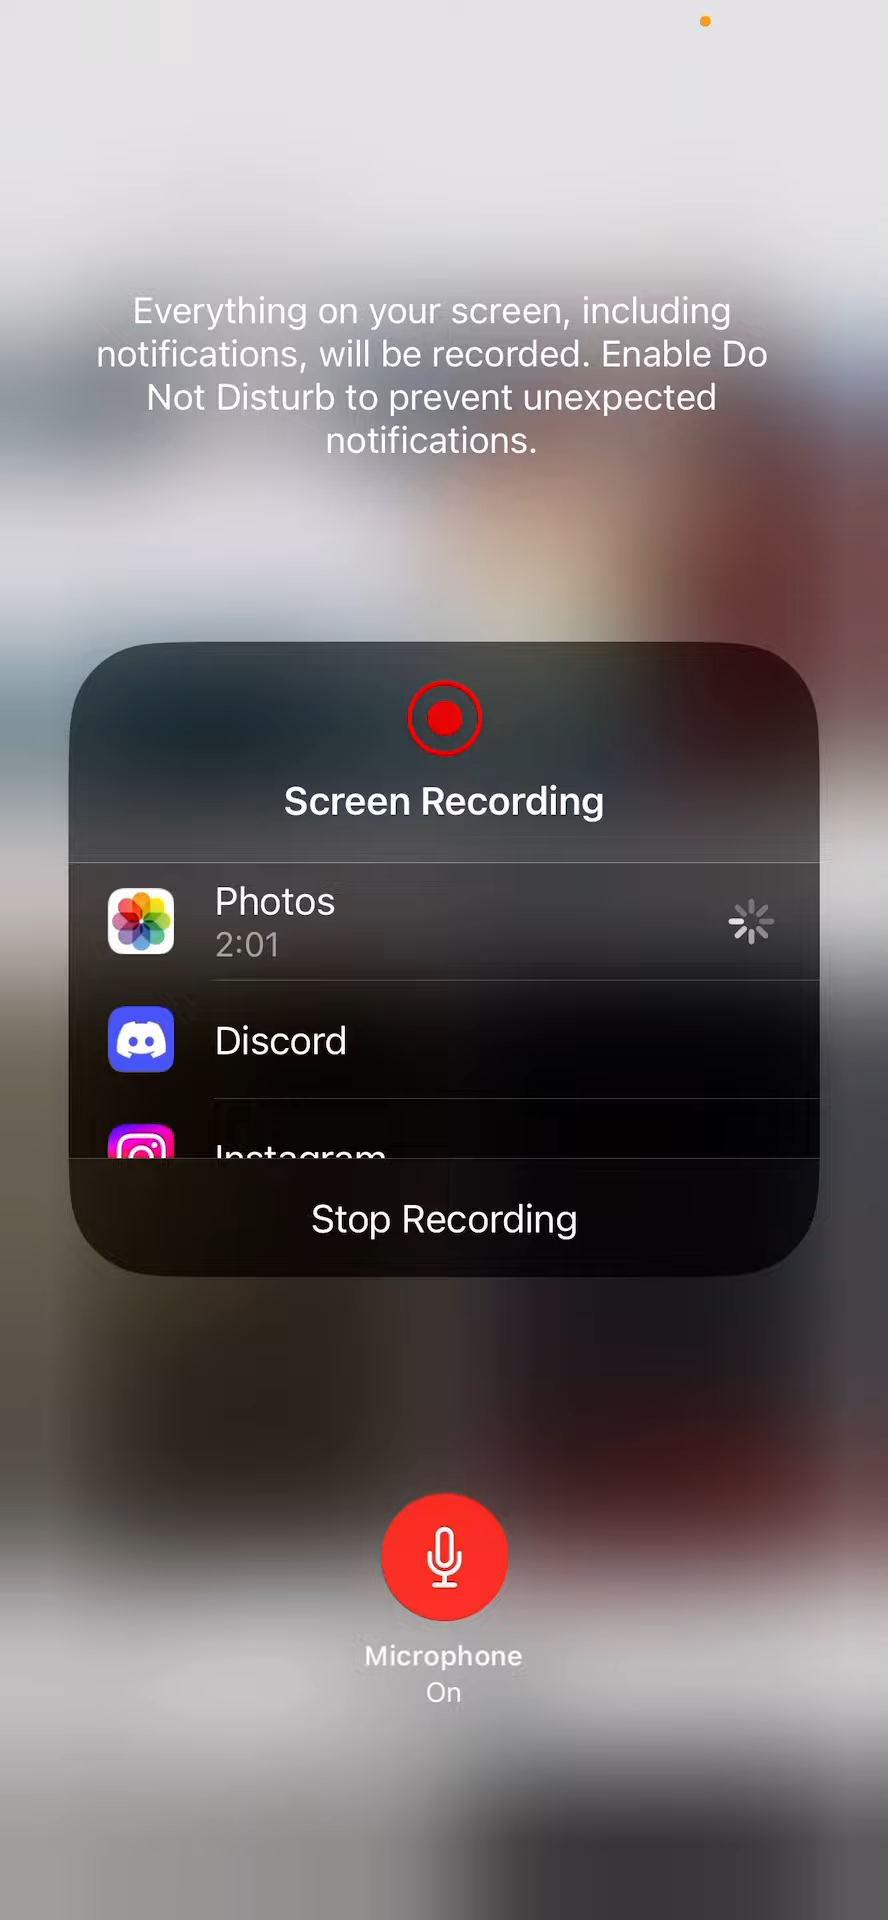 Everything on your screen, including
notifications, will be recorded. Enable Do
Not Disturb to prevent unexpected
notifications.
Screen Recording
Photos
2:01
Discord
Instagram
Stop Recording
Microphone
On